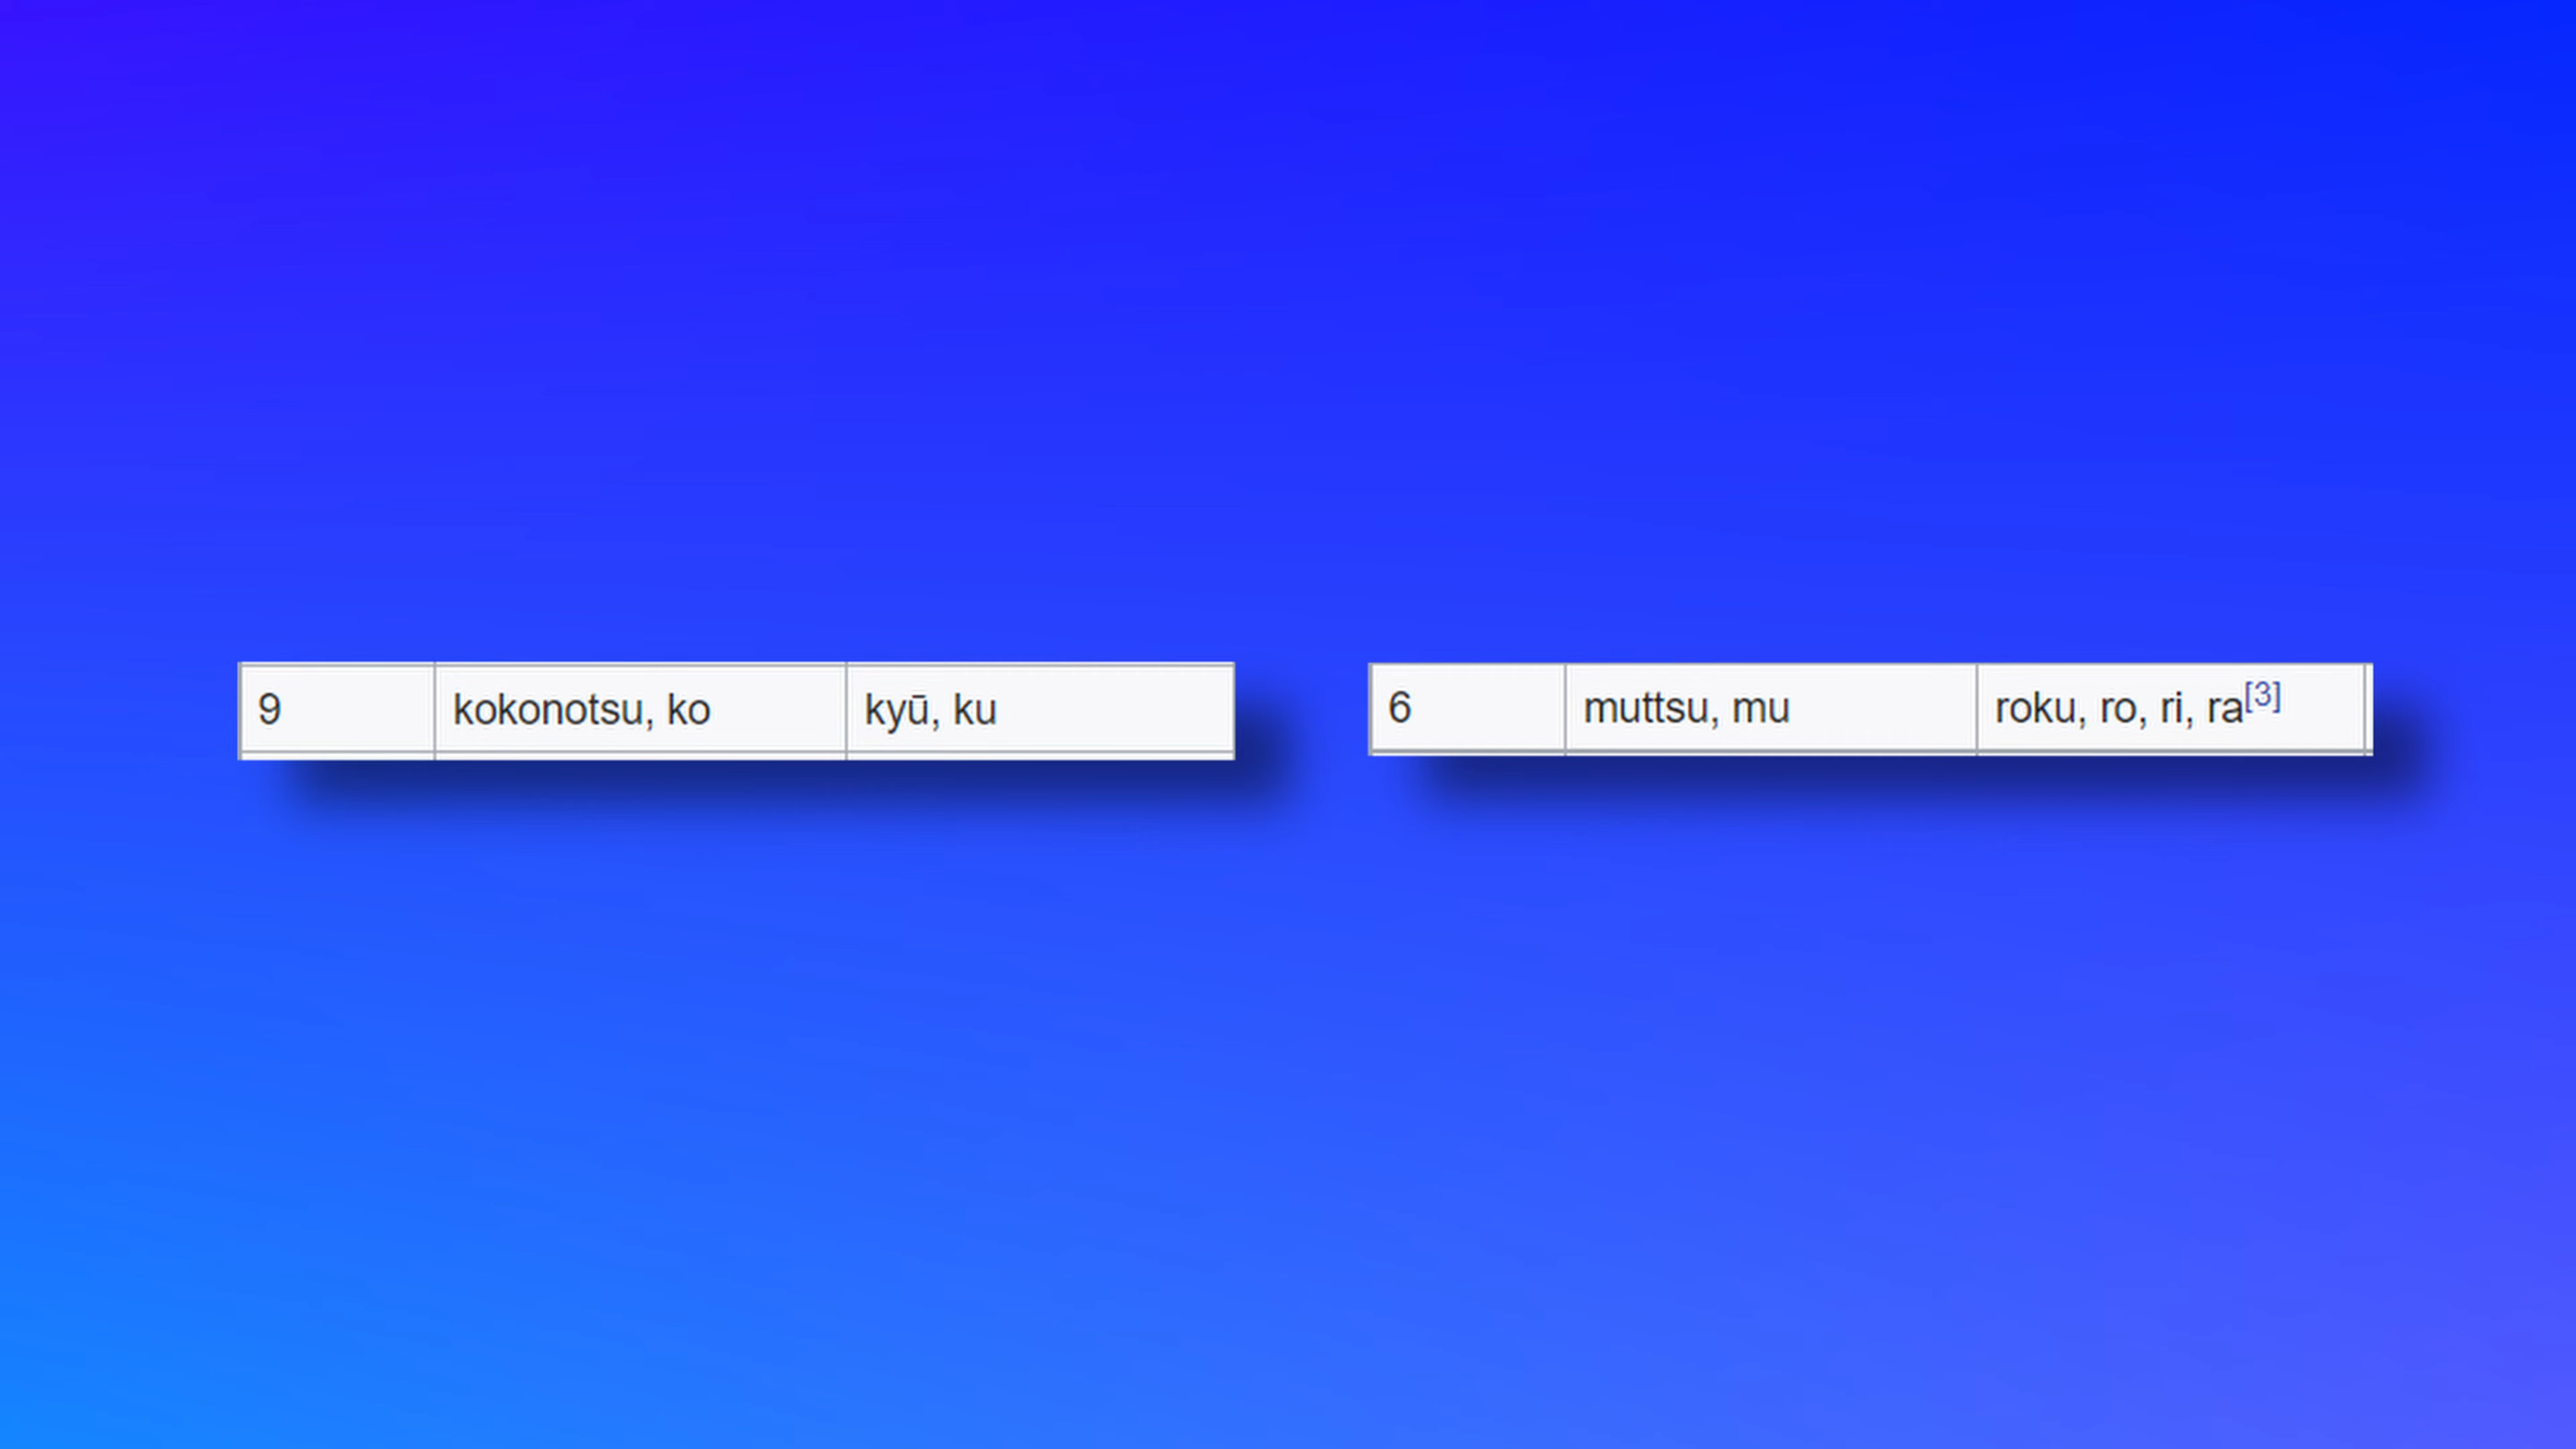 9 kokonotsu, ko kyū, ku
6 muttsu, mu roku, ro, ri, ra[3]